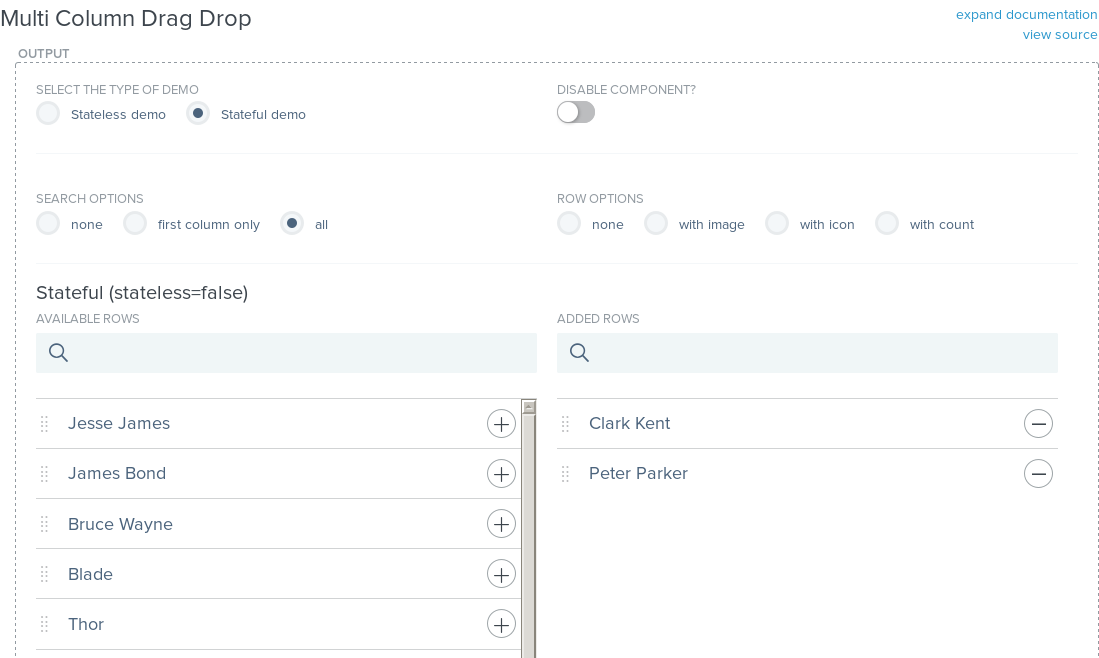 Multi Column Drag Drop
expand documentation
view source
OUTPUT
SELECT THE TYPE OF DEMO
Stateless demo
Stateful demo
DISABLE COMPONENT?
SEARCH OPTIONS
none
first column only
all
ROW OPTIONS
none
with image
with icon
with count
Stateful (stateless=false)
AVAILABLE ROWS
Jesse James
James Bond
Bruce Wayne
Blade
Thor
ADDED ROWS
Clark Kent
Peter Parker